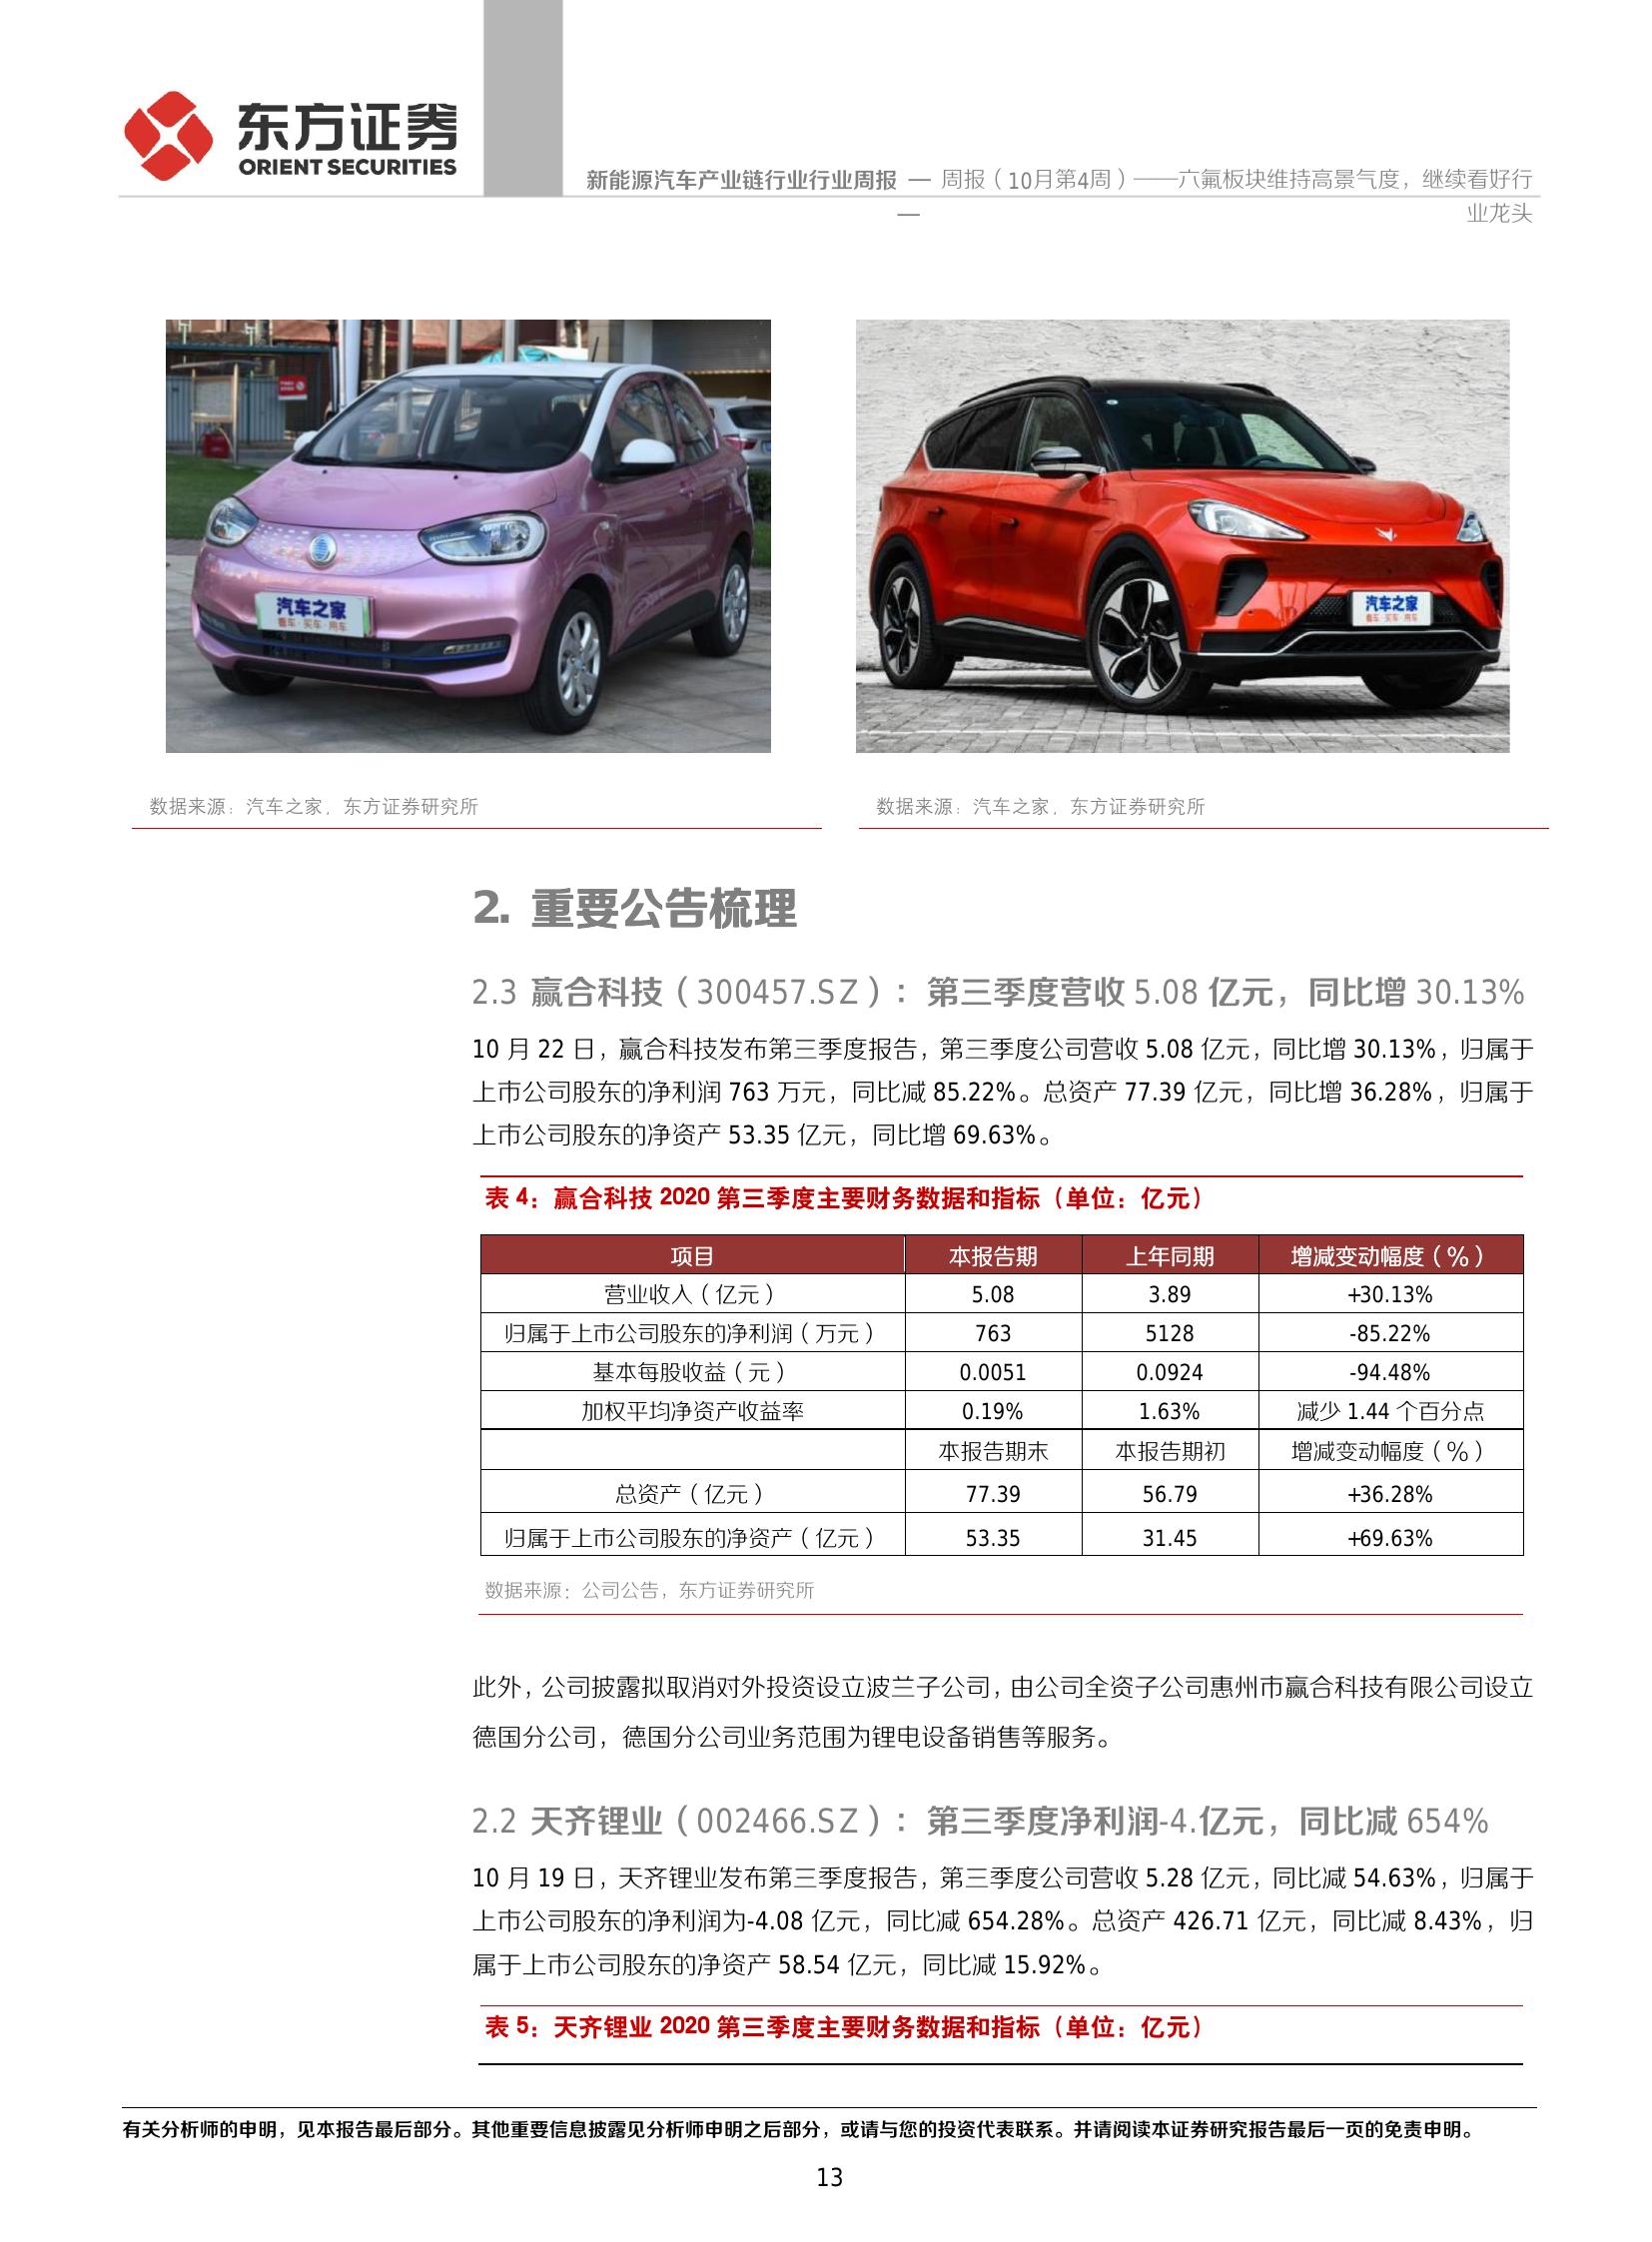 东方证券
ORIENT SECURITIES
新能源汽车产业链行业行业周报 — 周报（10月第4周）——六氟板块维持高景气度，继续看好行
—
业龙头
汽车之家
看车·买车·用车
汽车之家
看车·买车·用车
数据来源：汽车之家，东方证券研究所
数据来源：汽车之家，东方证券研究所
2. 重要公告梳理
2.3 赢合科技（300457.SZ）：第三季度营收 5.08 亿元，同比增 30.13%
10 月 22 日，赢合科技发布第三季度报告，第三季度公司营收 5.08 亿元，同比增 30.13%，归属于
上市公司股东的净利润 763 万元，同比减 85.22%。总资产 77.39 亿元，同比增 36.28%，归属于
上市公司股东的净资产 53.35 亿元，同比增 69.63%。
表 4：赢合科技 2020 第三季度主要财务数据和指标（单位：亿元）
项目 本报告期 上年同期 增减变动幅度（%）
营业收入（亿元） 5.08 3.89 +30.13%
归属于上市公司股东的净利润（万元） 763 5128 -85.22%
基本每股收益（元） 0.0051 0.0924 -94.48%
加权平均净资产收益率 0.19% 1.63% 减少 1.44 个百分点
本报告期末 本报告期初 增减变动幅度（%）
总资产（亿元） 77.39 56.79 +36.28%
归属于上市公司股东的净资产（亿元） 53.35 31.45 +69.63%
数据来源：公司公告，东方证券研究所
此外，公司披露拟取消对外投资设立波兰子公司，由公司全资子公司惠州市赢合科技有限公司设立
德国分公司，德国分公司业务范围为锂电设备销售等服务。
2.2 天齐锂业（002466.SZ）：第三季度净利润-4.亿元，同比减 654%
10 月 19 日，天齐锂业发布第三季度报告，第三季度公司营收 5.28 亿元，同比减 54.63%，归属于
上市公司股东的净利润为-4.08 亿元，同比减 654.28%。总资产 426.71 亿元，同比减 8.43%，归
属于上市公司股东的净资产 58.54 亿元，同比减 15.92%。
表 5：天齐锂业 2020 第三季度主要财务数据和指标（单位：亿元）
有关分析师的申明，见本报告最后部分。其他重要信息披露见分析师申明之后部分，或请与您的投资代表联系。并请阅读本证券研究报告最后一页的免责申明。
13